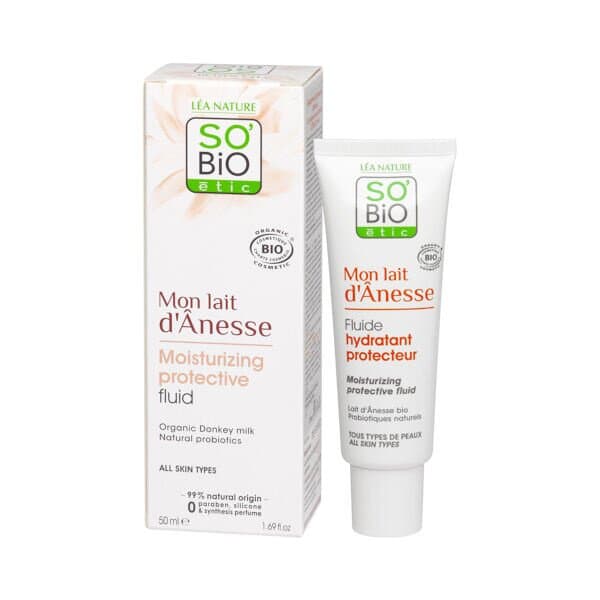 LÉA NATURE
SO'
BiO
étic
ORGANIC
COSMÉTIQUE
BIO
CHARTE COSMEBIO
COSMETIC
Mon lait
d'Ânesse
Moisturizing
protective
fluid
Organic Donkey milk
Natural probiotics
ALL SKIN TYPES
- 99% natural origin -
0 paraben, silicone
& synthesis perfume
50 ml e
1.69 fl.oz
LÉA NATURE
SO'
BiO
étic
BIO
Mon lait
d'Ânesse
Fluide
hydratant
protecteur
Moisturizing
protective fluid
Lait d'Ânesse bio
Probiotiques naturels
TOUS TYPES DE PEAUX
ALL SKIN TYPES